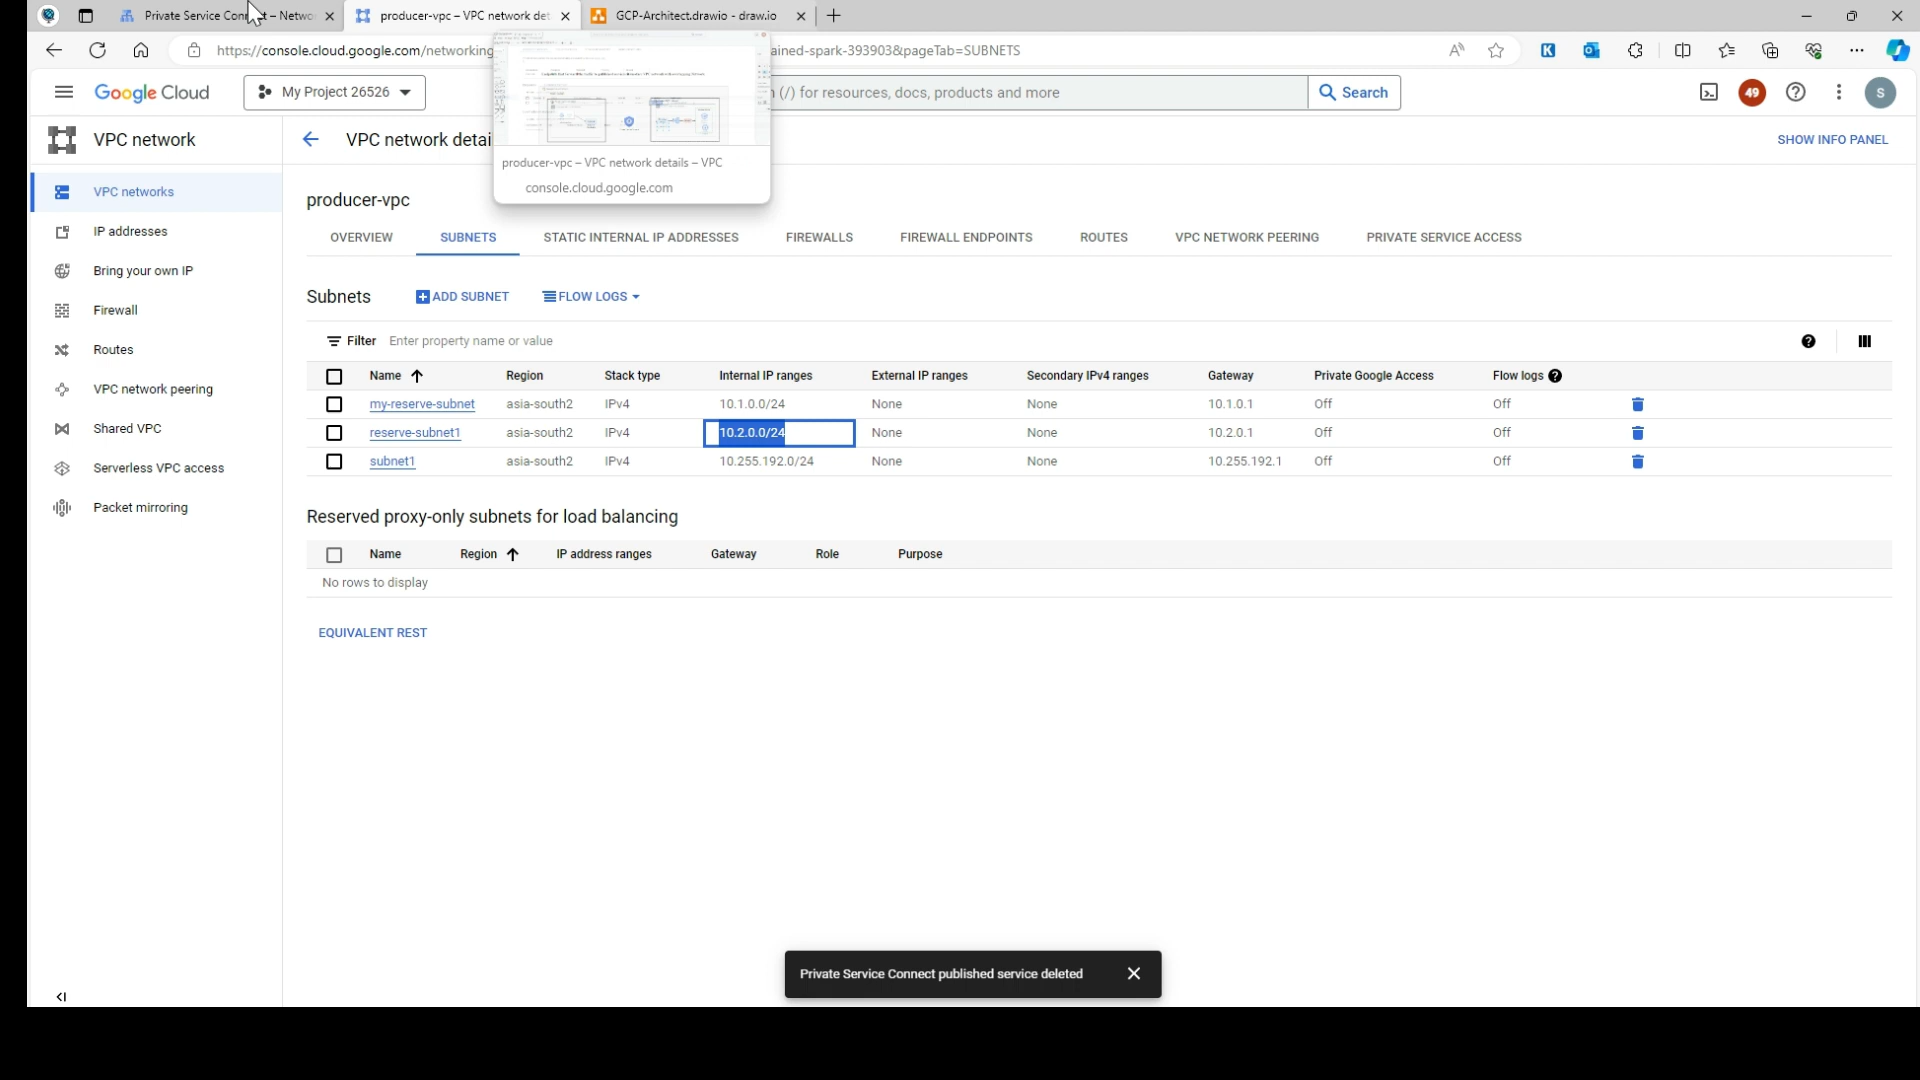 Private Service Connect – Netwo
producer-vpc – VPC network det
GCP-Architect.drawio - draw.io
https://console.cloud.google.com/networking
ained-spark-393903&pageTab=SUBNETS
Google Cloud
My Project 26526
(/) for resources, docs, products and more
Search
49
S
VPC network
VPC network detai
SHOW INFO PANEL
producer-vpc – VPC network details – VPC
console.cloud.google.com
VPC networks
IP addresses
Bring your own IP
Firewall
Routes
VPC network peering
Shared VPC
Serverless VPC access
Packet mirroring
producer-vpc
OVERVIEW SUBNETS STATIC INTERNAL IP ADDRESSES FIREWALLS FIREWALL ENDPOINTS ROUTES VPC NETWORK PEERING PRIVATE SERVICE ACCESS
Subnets ADD SUBNET FLOW LOGS
Filter Enter property name or value
Name Region Stack type Internal IP ranges External IP ranges Secondary IPv4 ranges Gateway Private Google Access Flow logs
my-reserve-subnet asia-south2 IPv4 10.1.0.0/24 None None 10.1.0.1 Off Off
reserve-subnet1 asia-south2 IPv4 10.2.0.0/24 None None 10.2.0.1 Off Off
subnet1 asia-south2 IPv4 10.255.192.0/24 None None 10.255.192.1 Off Off
Reserved proxy-only subnets for load balancing
Name Region IP address ranges Gateway Role Purpose
No rows to display
EQUIVALENT REST
Private Service Connect published service deleted